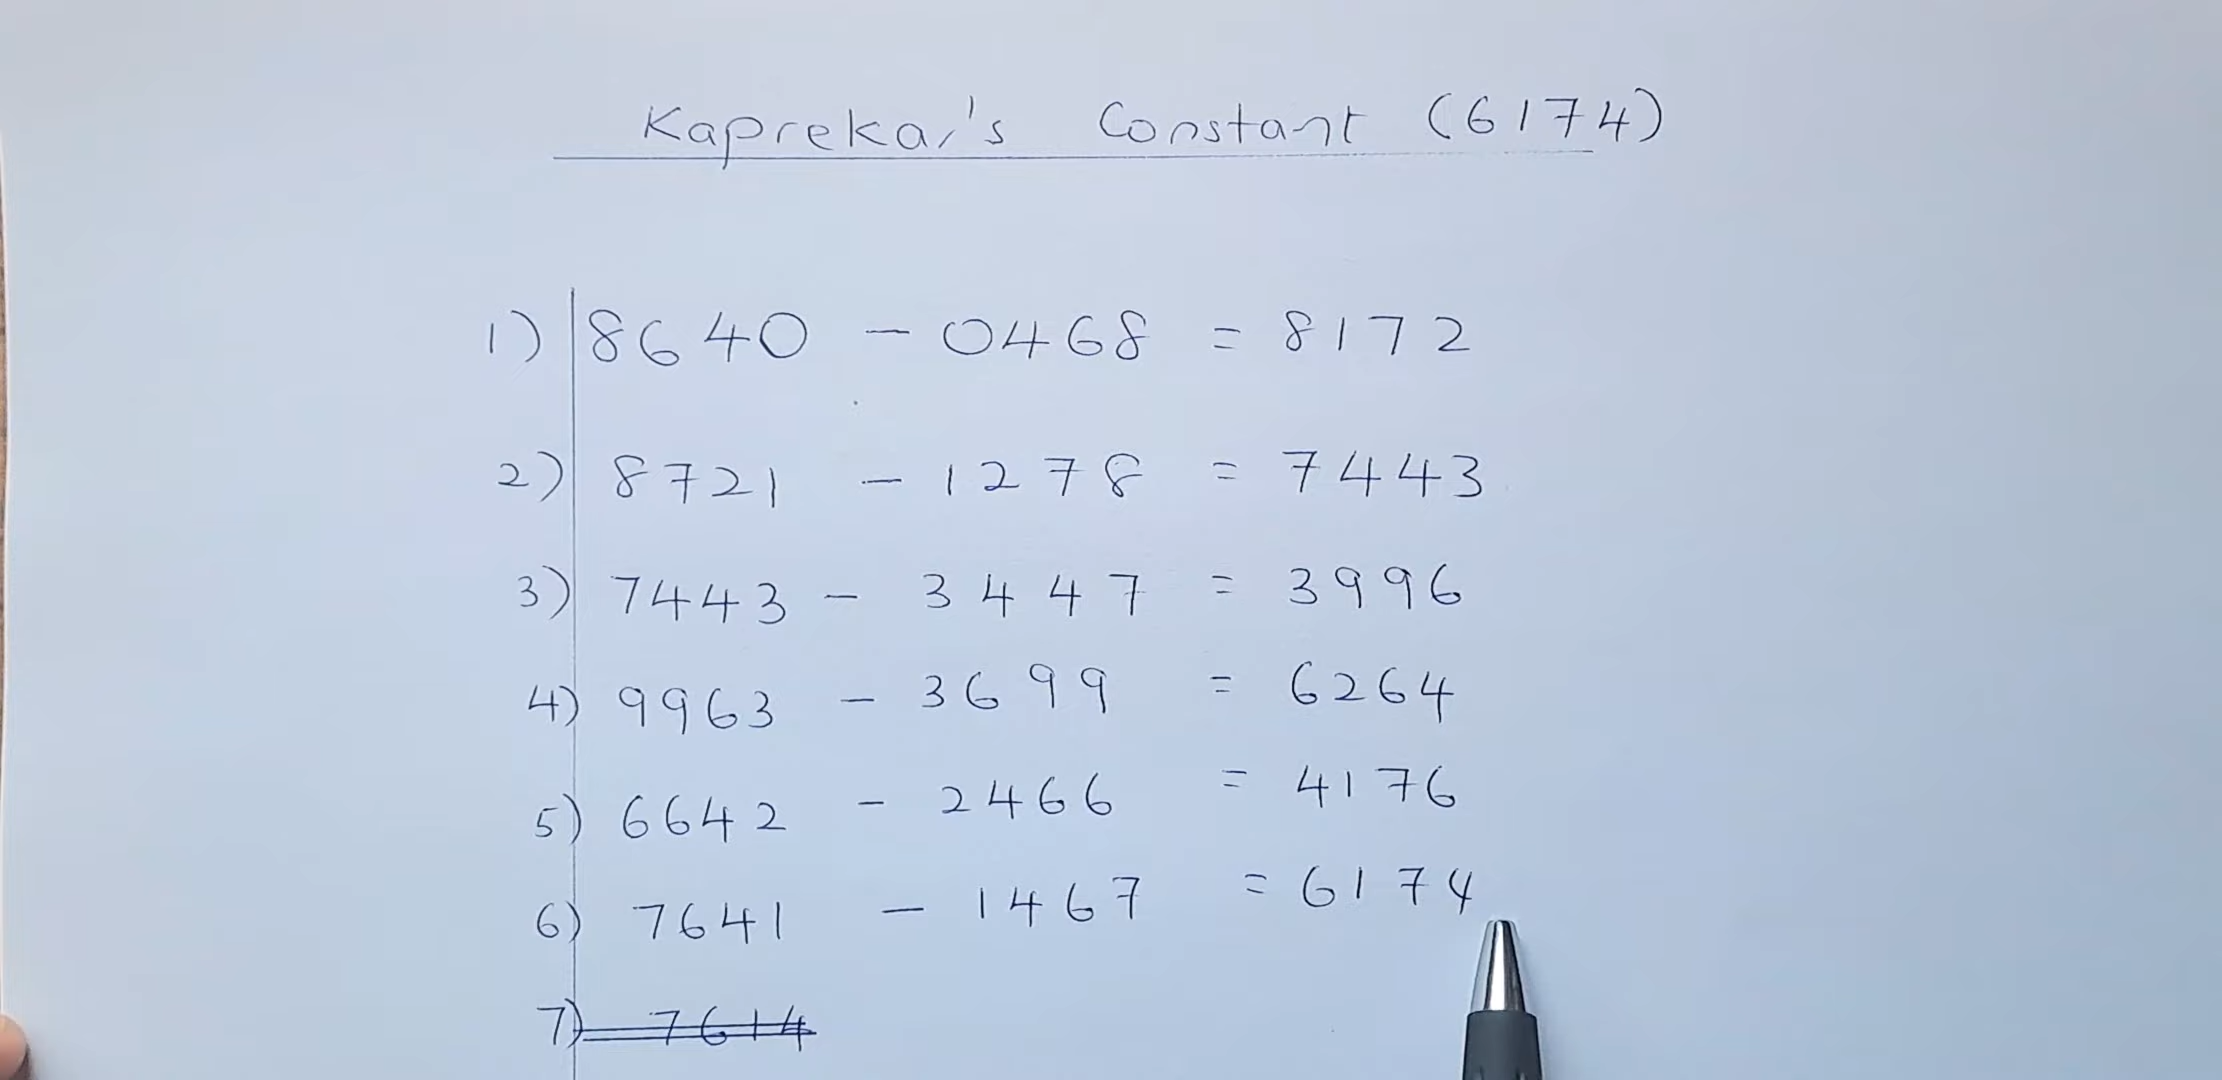 Kaprekar's Constant (6174)
1) 8640 - 0468 = 8172
2) 8721 - 1278 = 7443
3) 7443 - 3447 = 3996
4) 9963 - 3699 = 6264
5) 6642 - 2466 = 4176
6) 7641 - 1467 = 6174
7) 7614